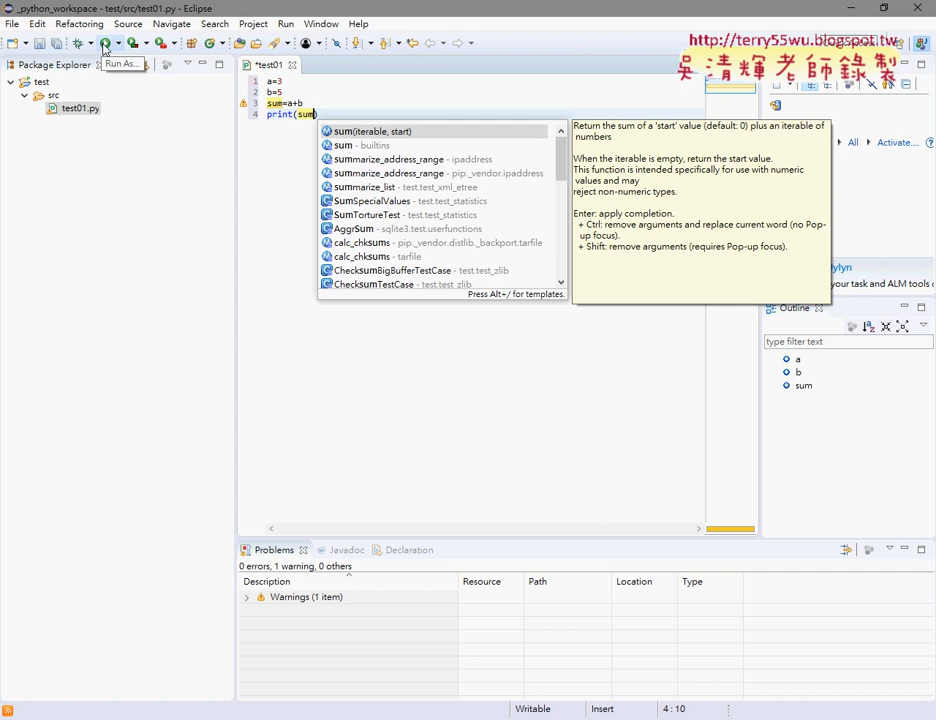 _python_workspace - test/src/test01.py - Eclipse
File Edit Refactoring Source Navigate Search Project Run Window Help
http://terry55wu.blogspot.tw
吳清輝老師錄製
Run As...
Package Explorer
test
src
test01.py
*test01
1 a=3
2 b=5
3 sum=a+b
4 print(sum)
sum(iterable, start)
sum - builtins
summarize_address_range - ipaddress
summarize_address_range - pip._vendor.ipaddress
summarize_list - test.test_xml_etree
SumSpecialValues - test.test_statistics
SumTortureTest - test.test_statistics
AggrSum - sqlite3.test.userfunctions
calc_chksums - pip._vendor.distlib._backport.tarfile
calc_chksums - tarfile
ChecksumBigBufferTestCase - test.test_zlib
ChecksumTestCase - test.test_zlib
Press Alt+/ for templates.
Return the sum of a 'start' value (default: 0) plus an iterable of
numbers
When the iterable is empty, return the start value.
This function is intended specifically for use with numeric
values and may
reject non-numeric types.
Enter: apply completion.
+ Ctrl: remove arguments and replace current word (no Pop-
up focus).
+ Shift: remove arguments (requires Pop-up focus).
All Activate...
ylyn
your task and ALM tools
Outline
type filter text
a
b
sum
Problems Javadoc Declaration
0 errors, 1 warning, 0 others
Description Resource Path Location Type
Warnings (1 item)
Writable Insert 4 : 10